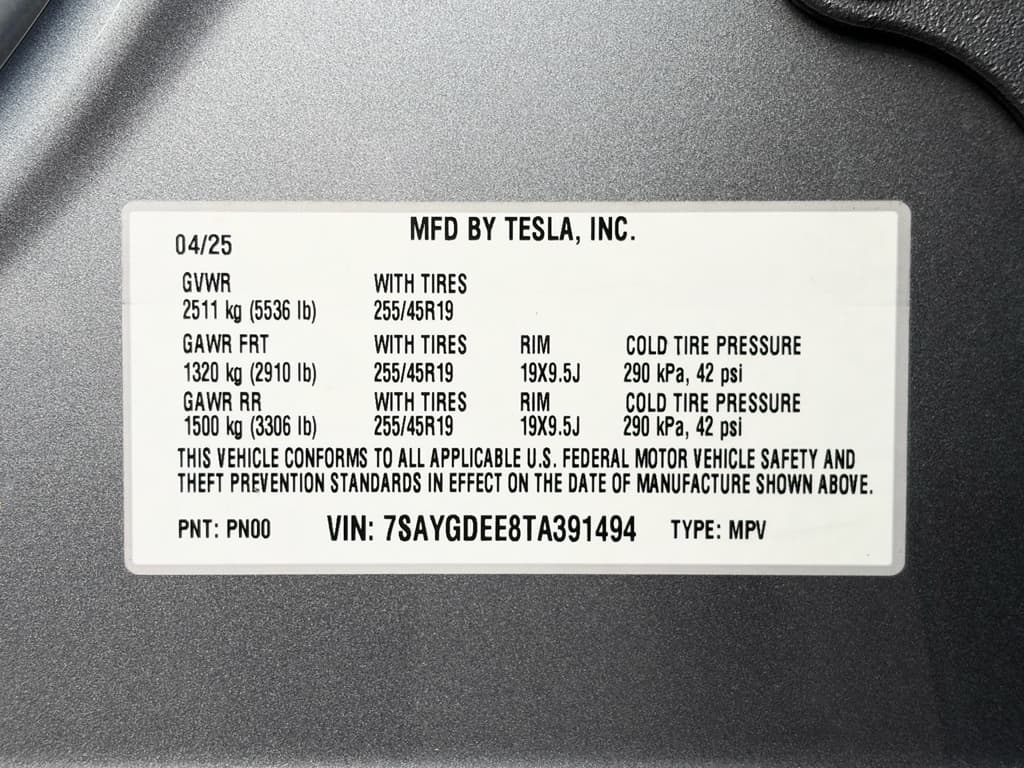 MFD BY TESLA, INC.
04/25
GVWR WITH TIRES
2511 kg (5536 lb) 255/45R19
GAWR FRT WITH TIRES RIM COLD TIRE PRESSURE
1320 kg (2910 lb) 255/45R19 19X9.5J 290 kPa, 42 psi
GAWR RR WITH TIRES RIM COLD TIRE PRESSURE
1500 kg (3306 lb) 255/45R19 19X9.5J 290 kPa, 42 psi
THIS VEHICLE CONFORMS TO ALL APPLICABLE U.S. FEDERAL MOTOR VEHICLE SAFETY AND
THEFT PREVENTION STANDARDS IN EFFECT ON THE DATE OF MANUFACTURE SHOWN ABOVE.
PNT: PN00 VIN: 7SAYGDEE8TA391494 TYPE: MPV